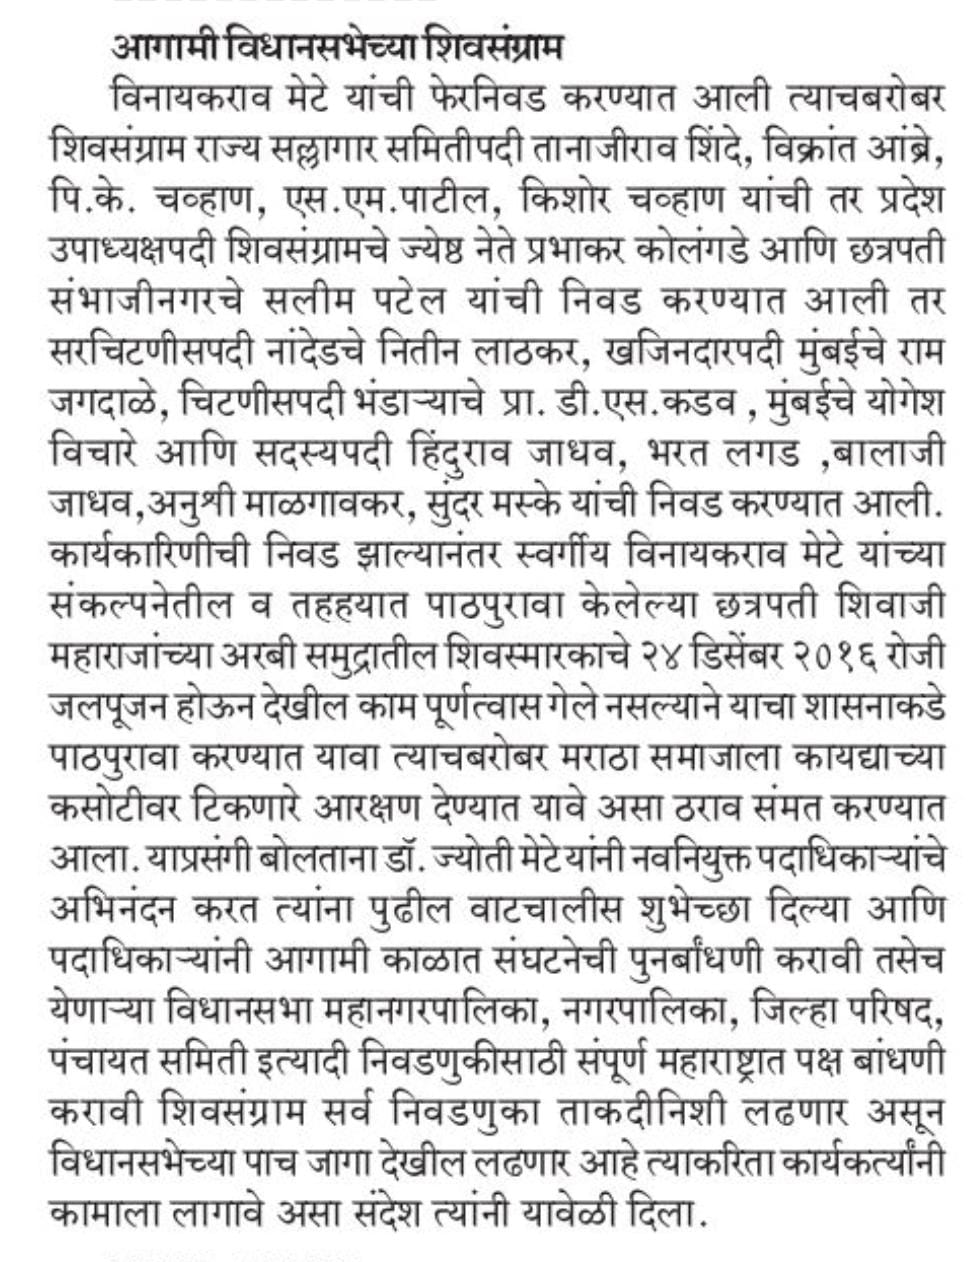 आगामी विधानसभेच्या शिवसंग्राम
विनायकराव मेटे यांची फेरनिवड करण्यात आली त्याचबरोबर
शिवसंग्राम राज्य सल्लागार समितीपदी तानाजीराव शिंदे, विक्रांत आंब्रे,
पि.के. चव्हाण, एस.एम.पाटील, किशोर चव्हाण यांची तर प्रदेश
उपाध्यक्षपदी शिवसंग्रामचे ज्येष्ठ नेते प्रभाकर कोलंगडे आणि छत्रपती
संभाजीनगरचे सलीम पटेल यांची निवड करण्यात आली तर
सरचिटणीसपदी नांदेडचे नितीन लाठकर, खजिनदारपदी मुंबईचे राम
जगदाळे, चिटणीसपदी भंडाऱ्याचे प्रा. डी.एस.कडव , मुंबईचे योगेश
विचारे आणि सदस्यपदी हिंदुराव जाधव, भरत लगड ,बालाजी
जाधव,अनुश्री माळगावकर, सुंदर मस्के यांची निवड करण्यात आली.
कार्यकारिणीची निवड झाल्यानंतर स्वर्गीय विनायकराव मेटे यांच्या
संकल्पनेतील व तहहयात पाठपुरावा केलेल्या छत्रपती शिवाजी
महाराजांच्या अरबी समुद्रातील शिवस्मारकाचे २४ डिसेंबर २०१६ रोजी
जलपूजन होऊन देखील काम पूर्णत्वास गेले नसल्याने याचा शासनाकडे
पाठपुरावा करण्यात यावा त्याचबरोबर मराठा समाजाला कायद्याच्या
कसोटीवर टिकणारे आरक्षण देण्यात यावे असा ठराव संमत करण्यात
आला. याप्रसंगी बोलताना डॉ. ज्योती मेटेयांनी नवनियुक्त पदाधिकाऱ्यांचे
अभिनंदन करत त्यांना पुढील वाटचालीस शुभेच्छा दिल्या आणि
पदाधिकाऱ्यांनी आगामी काळात संघटनेची पुनर्बांधणी करावी तसेच
येणाऱ्या विधानसभा महानगरपालिका, नगरपालिका, जिल्हा परिषद,
पंचायत समिती इत्यादी निवडणुकीसाठी संपूर्ण महाराष्ट्रात पक्ष बांधणी
करावी शिवसंग्राम सर्व निवडणुका ताकदीनिशी लढणार असून
विधानसभेच्या पाच जागा देखील लढणार आहे त्याकरिता कार्यकर्त्यांनी
कामाला लागावे असा संदेश त्यांनी यावेळी दिला.